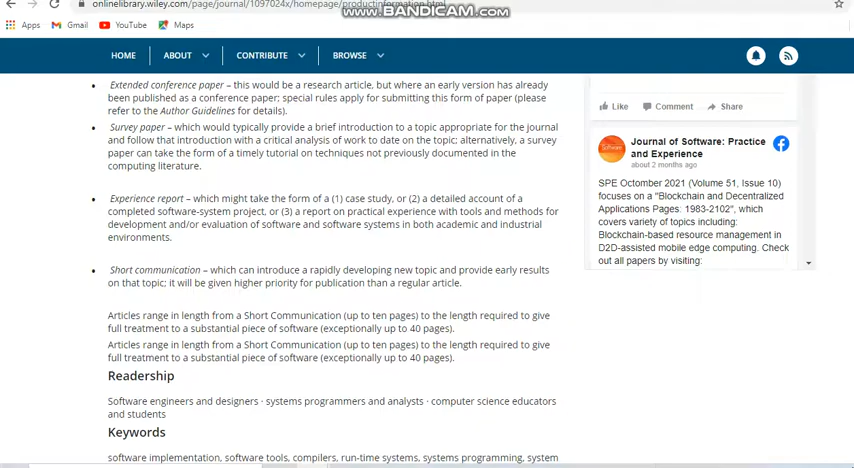 onlinelibrary.wiley.com/page/journal/1097024x/homepage/productinformation.html
www.BANDICAM.com
Apps Gmail YouTube Maps
HOME ABOUT CONTRIBUTE BROWSE
• Extended conference paper – this would be a research article, but where an early version has already
been published as a conference paper; special rules apply for submitting this form of paper (please
refer to the Author Guidelines for details).
• Survey paper – which would typically provide a brief introduction to a topic appropriate for the journal
and follow that introduction with a critical analysis of work to date on the topic; alternatively, a survey
paper can take the form of a timely tutorial on techniques not previously documented in the
computing literature.
• Experience report – which might take the form of a (1) case study, or (2) a detailed account of a
completed software-system project, or (3) a report on practical experience with tools and methods for
development and/or evaluation of software and software systems in both academic and industrial
environments.
• Short communication – which can introduce a rapidly developing new topic and provide early results
on that topic; it will be given higher priority for publication than a regular article.
Articles range in length from a Short Communication (up to ten pages) to the length required to give
full treatment to a substantial piece of software (exceptionally up to 40 pages).
Articles range in length from a Short Communication (up to ten pages) to the length required to give
full treatment to a substantial piece of software (exceptionally up to 40 pages).
Readership
Software engineers and designers · systems programmers and analysts · computer science educators
and students
Keywords
software implementation, software tools, compilers, run-time systems, systems programming, system
Like Comment Share
Journal of Software: Practice
and Experience
about 2 months ago
SPE Octomber 2021 (Volume 51, Issue 10)
focuses on a "Blockchain and Decentralized
Applications Pages: 1983-2102", which
covers variety of topics including:
Blockchain-based resource management in
D2D-assisted mobile edge computing. Check
out all papers by visiting: